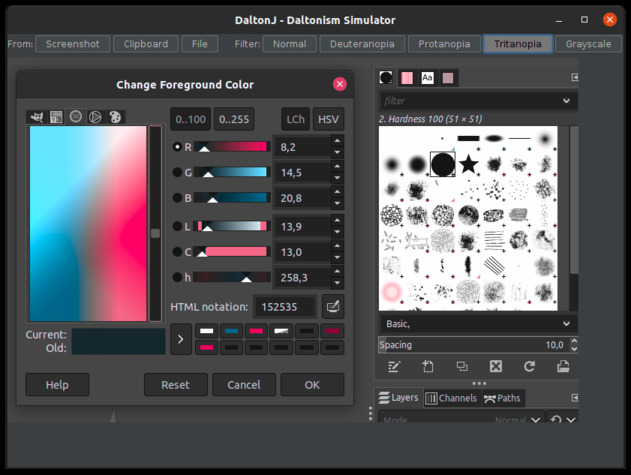 DaltonJ - Daltonism Simulator
From: Screenshot Clipboard File Filter: Normal Deuteranopia Protanopia Tritanopia Grayscale
Change Foreground Color
0..100 0..255 LCh HSV
R 8,2
G 14,5
B 20,8
L 13,9
C 13,0
h 258,3
HTML notation: 152535
Current:
Old:
Help Reset Cancel OK
Aa
filter
2. Hardness 100 (51 × 51)
Basic,
Spacing 10,0
Layers Channels Paths
Mode Normal